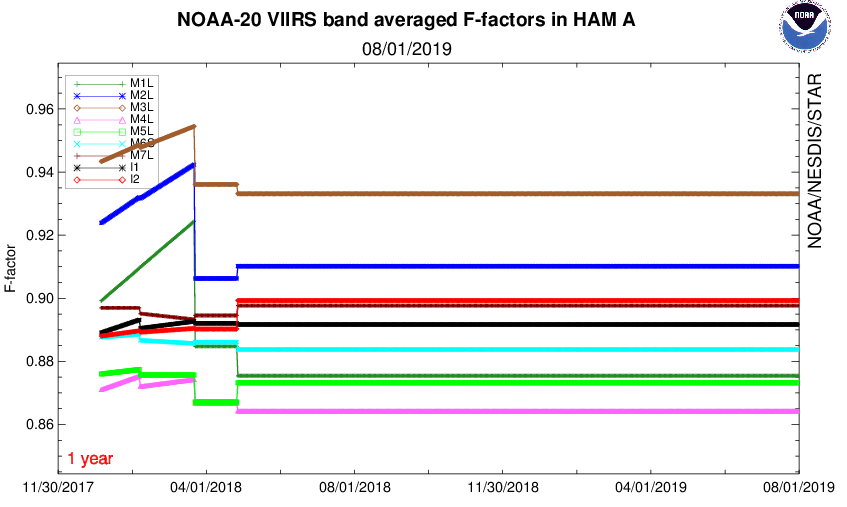 NOAA-20 VIIRS band averaged F-factors in HAM A
08/01/2019
NOAA
NOAA/NESDIS/STAR
F-factor
0.96
0.94
0.92
0.90
0.88
0.86
M1L
M2L
M3L
M4L
M5L
M6S
M7L
I1
I2
1 year
11/30/2017
04/01/2018
08/01/2018
11/30/2018
04/01/2019
08/01/2019